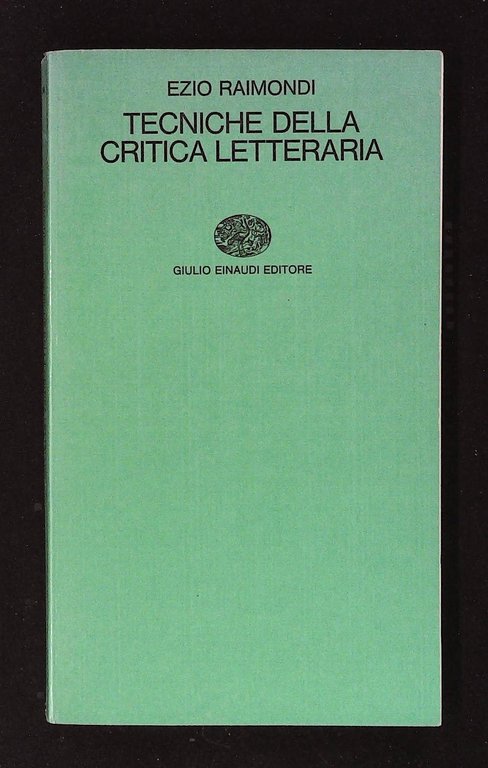 EZIO RAIMONDI
TECNICHE DELLA
CRITICA LETTERARIA
GIULIO EINAUDI EDITORE